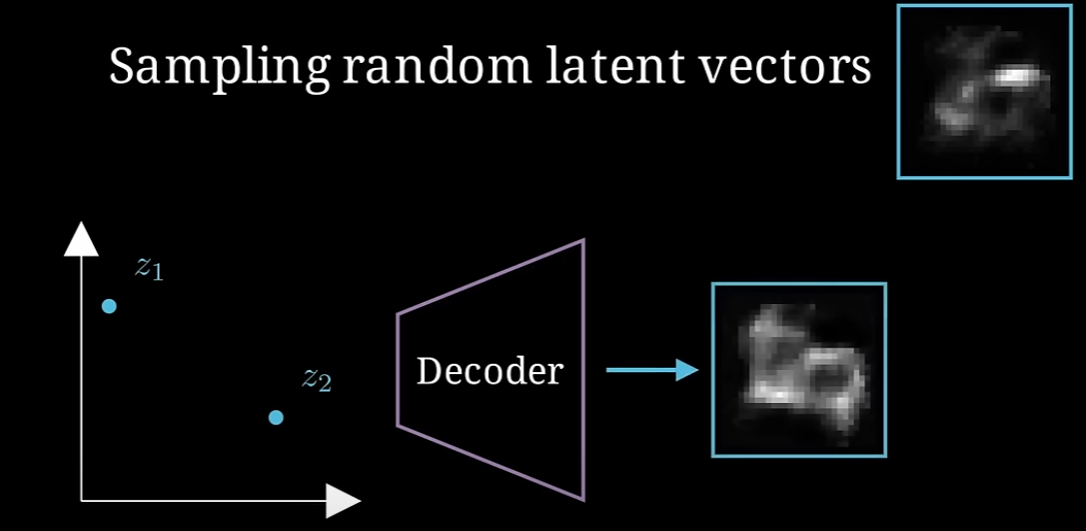 Sampling random latent vectors
z₁
z₂
Decoder